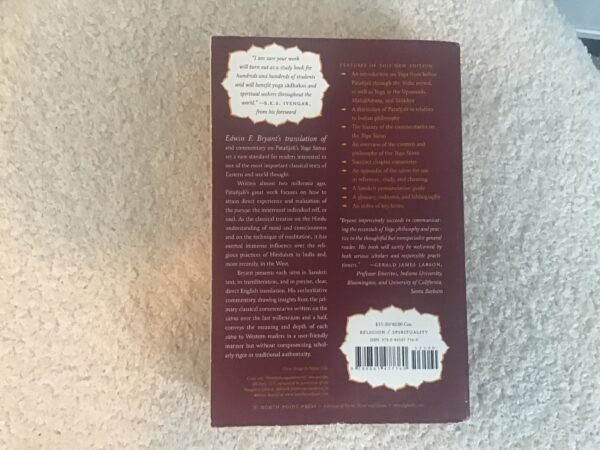 "I am sure your work
will turn out as a study book for
hundreds and hundreds of students
and will benefit yoga sādhakas and
spiritual seekers throughout the
world." —B.K.S. IYENGAR,
from his foreword
Edwin F. Bryant's translation of
and commentary on Patañjali's Yoga Sūtras
set a new standard for readers interested in
one of the most important classical texts of
Eastern and world thought.
Written almost two millennia ago,
Patañjali's great work focuses on how to
attain direct experience and realization of
the puruṣa: the innermost individual self, or
soul. As the classical treatise on the Hindu
understanding of mind and consciousness
and on the technique of meditation, it has
exerted immense influence over the reli-
gious practices of Hinduism in India and,
more recently, in the West.
Bryant presents each sūtra in Sanskrit
text, in transliteration, and in precise, clear,
direct English translation. His authoritative
commentary, drawing insights from the pri-
mary classical commentaries written on the
sūtras over the last millennium and a half,
conveys the meaning and depth of each
sūtra to Western readers in a user-friendly
manner but without compromising schol-
arly rigor or traditional authenticity.
FEATURES OF THIS NEW EDITION
An introduction on Yoga from before
Patañjali through the Vedic period,
as well as Yoga in the Upaniṣads,
Mahābhārata, and Sāṅkhya
A discussion of Patañjali in relation
to Indian philosophy
The history of the commentaries on
the Yoga Sūtras
An overview of the content and
philosophy of the Yoga Sūtras
Succinct chapter summaries
An appendix of the sūtras for use
in reference, study, and chanting
A Sanskrit pronunciation guide
A glossary, endnotes, and bibliography
An index of key terms
"Bryant impressively succeeds in communicat-
ing the essentials of Yoga philosophy and prac-
tice to the thoughtful but nonspecialist general
reader. His book will surely be welcomed by
both serious scholars and responsible practi-
tioners." —GERALD JAMES LARSON,
Professor Emeritus, Indiana University,
Bloomington, and University of California,
Santa Barbara
RELIGION / SPIRITUALITY
NORTH POINT PRESS